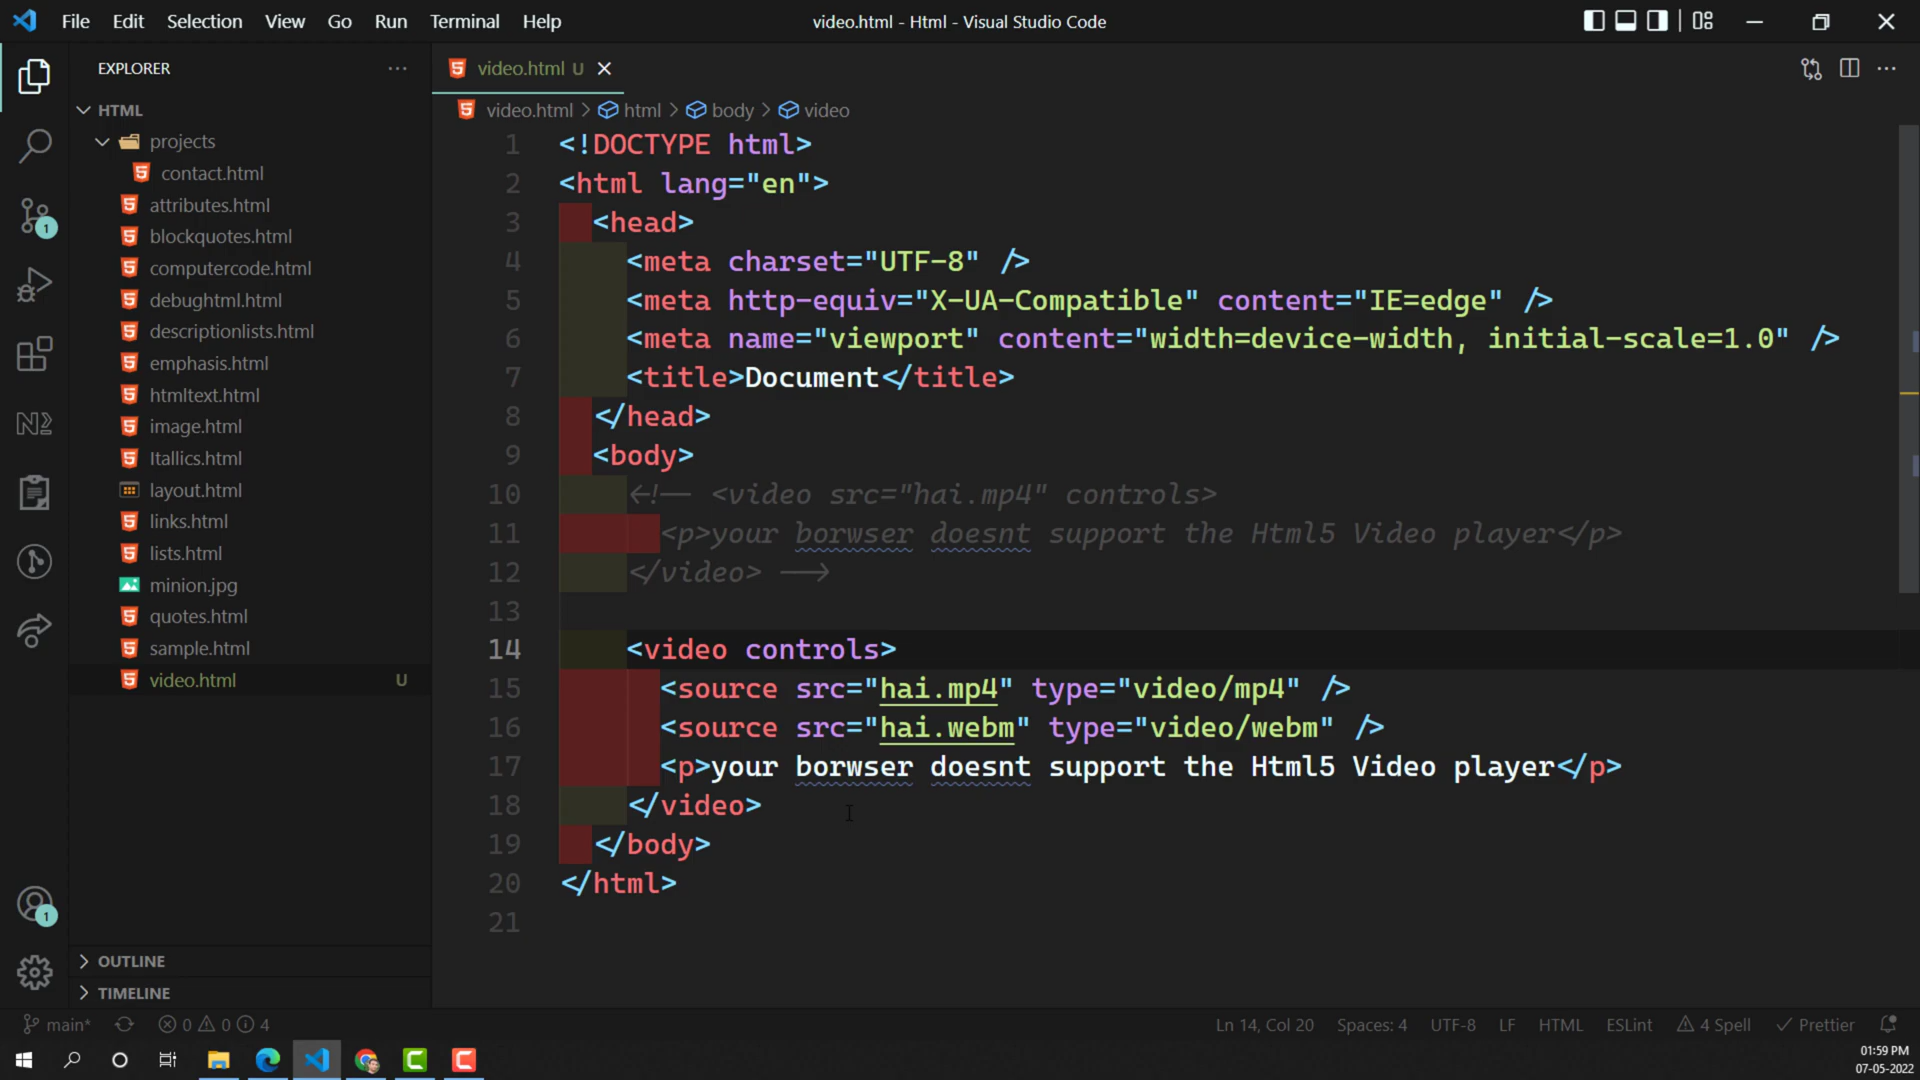 File Edit Selection View Go Run Terminal Help
video.html - Html - Visual Studio Code
EXPLORER
HTML
projects
contact.html
attributes.html
blockquotes.html
computercode.html
debughtml.html
descriptionlists.html
emphasis.html
htmltext.html
image.html
Itallics.html
layout.html
links.html
lists.html
minion.jpg
quotes.html
sample.html
video.html U
OUTLINE
TIMELINE
video.html U
video.html > html > body > video
1 <!DOCTYPE html>
2 <html lang="en">
3 <head>
4 <meta charset="UTF-8" />
5 <meta http-equiv="X-UA-Compatible" content="IE=edge" />
6 <meta name="viewport" content="width=device-width, initial-scale=1.0" />
7 <title>Document</title>
8 </head>
9 <body>
10 <!-- <video src="hai.mp4" controls>
11 <p>your borwser doesnt support the Html5 Video player</p>
12 </video> -->
13
14 <video controls>
15 <source src="hai.mp4" type="video/mp4" />
16 <source src="hai.webm" type="video/webm" />
17 <p>your borwser doesnt support the Html5 Video player</p>
18 </video>
19 </body>
20 </html>
21
1
1
main* 0 0 4
Ln 14, Col 20 Spaces: 4 UTF-8 LF HTML ESLint 4 Spell Prettier
01:59 PM
07-05-2022